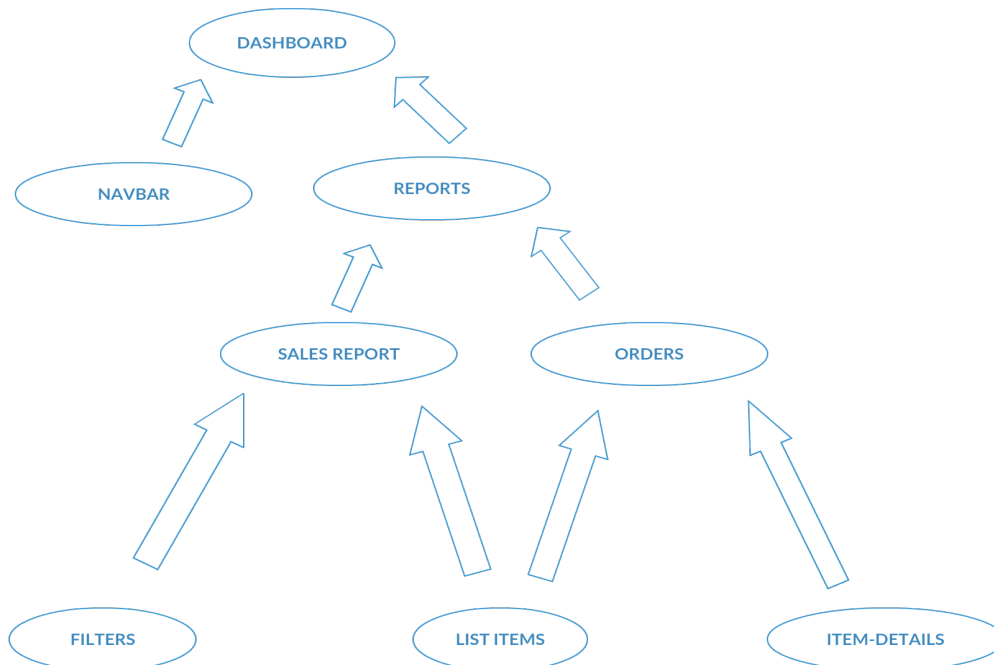 DASHBOARD
NAVBAR
REPORTS
SALES REPORT
ORDERS
FILTERS
LIST ITEMS
ITEM-DETAILS